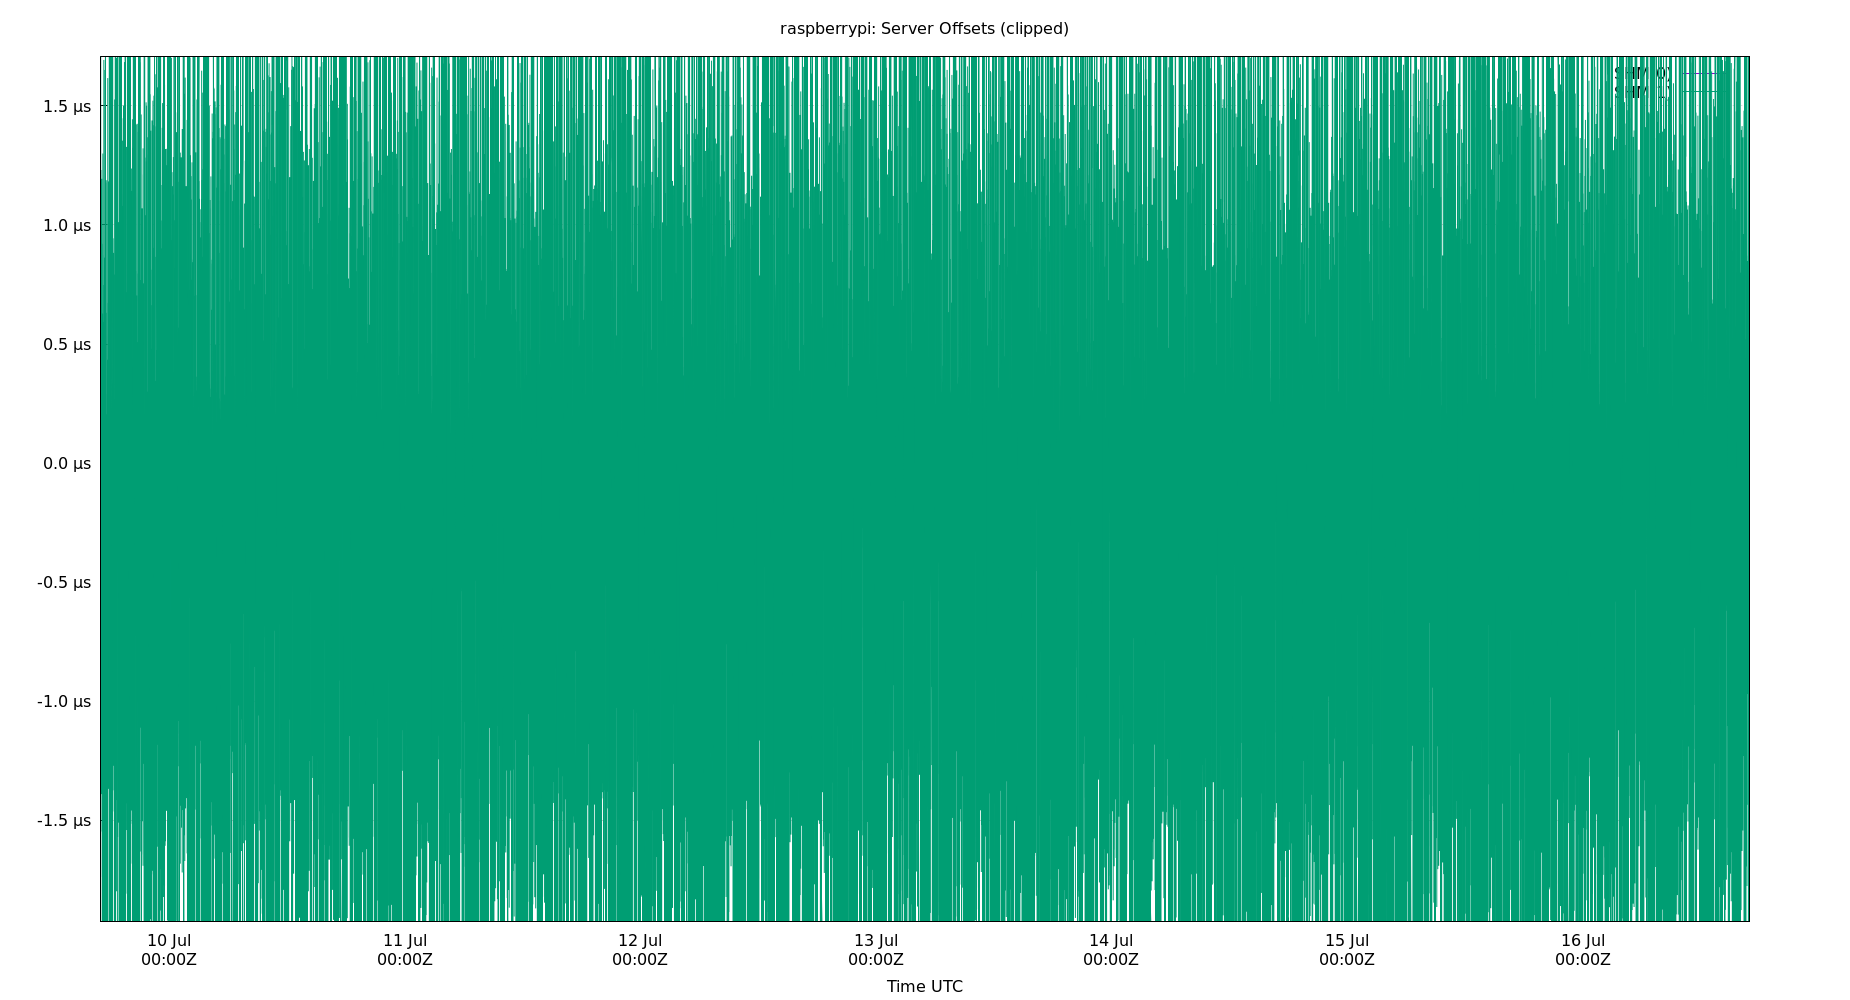 raspberrypi: Server Offsets (clipped)
SHM(0)
1.5 µs
1.0 µs
0.5 µs
0.0 µs
-0.5 µs
-1.0 µs
-1.5 µs
10 Jul 11 Jul 12 Jul 13 Jul 14 Jul 15 Jul 16 Jul
00:00Z 00:00Z 00:00Z 00:00Z 00:00Z 00:00Z 00:00Z
Time UTC